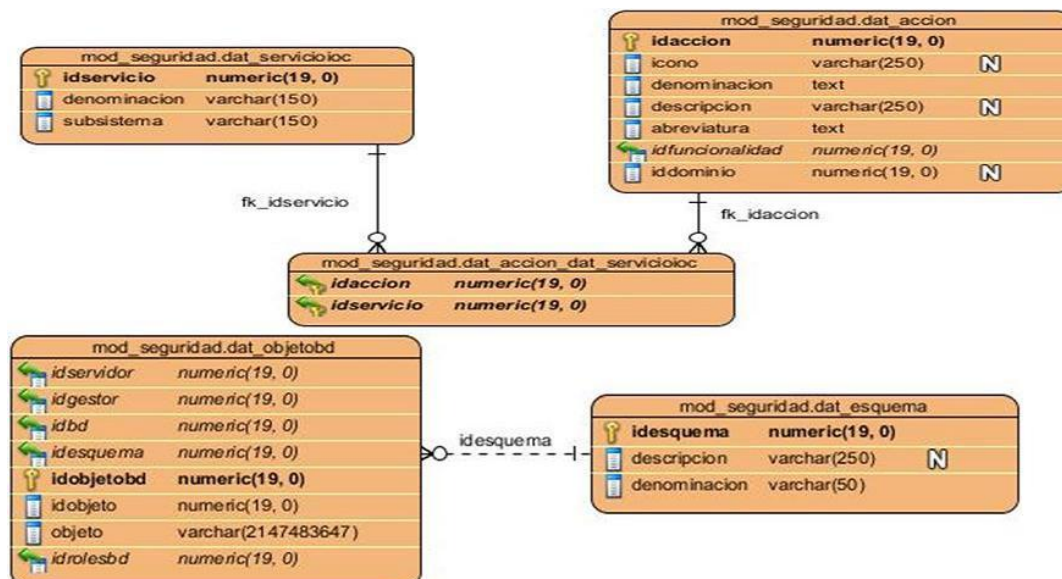 mod_seguridad.dat_servicioioc
idservicio numeric(19, 0)
denominacion varchar(150)
subsistema varchar(150)
mod_seguridad.dat_accion
idaccion numeric(19, 0)
icono varchar(250) N
denominacion text
descripcion varchar(250) N
abreviatura text
idfuncionalidad numeric(19, 0)
iddominio numeric(19, 0) N
fk_idservicio
fk_idaccion
mod_seguridad.dat_accion_dat_servicioioc
idaccion numeric(19, 0)
idservicio numeric(19, 0)
mod_seguridad.dat_objetobd
idservidor numeric(19, 0)
idgestor numeric(19, 0)
idbd numeric(19, 0)
idesquema numeric(19, 0)
idobjetobd numeric(19, 0)
idobjeto numeric(19, 0)
objeto varchar(2147483647)
idrolesbd numeric(19, 0)
idesquema
mod_seguridad.dat_esquema
idesquema numeric(19, 0)
descripcion varchar(250) N
denominacion varchar(50)